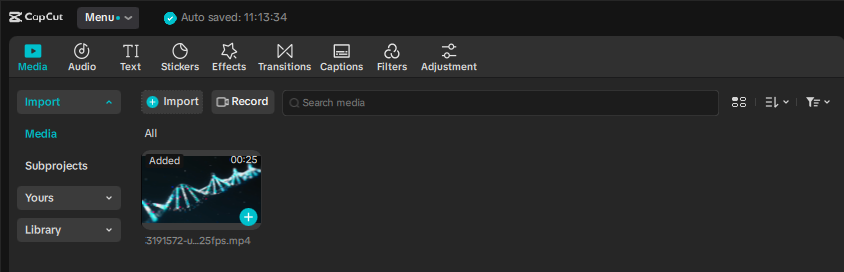 CapCut Menu Auto saved: 11:13:34
Media Audio Text Stickers Effects Transitions Captions Filters Adjustment
Import Import Record Search media
Media All
Subprojects
Added 00:25
Yours
Library
3191572-u...25fps.mp4